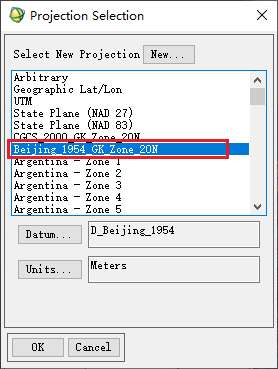 Projection Selection
Select New Projection New...
Arbitrary
Geographic Lat/Lon
UTM
State Plane (NAD 27)
State Plane (NAD 83)
CGCS_2000_GK_Zone_20N
Beijing_1954_GK_Zone_20N
Argentina - Zone 1
Argentina - Zone 2
Argentina - Zone 3
Argentina - Zone 4
Argentina - Zone 5
Datum... D_Beijing_1954
Units... Meters
OK Cancel